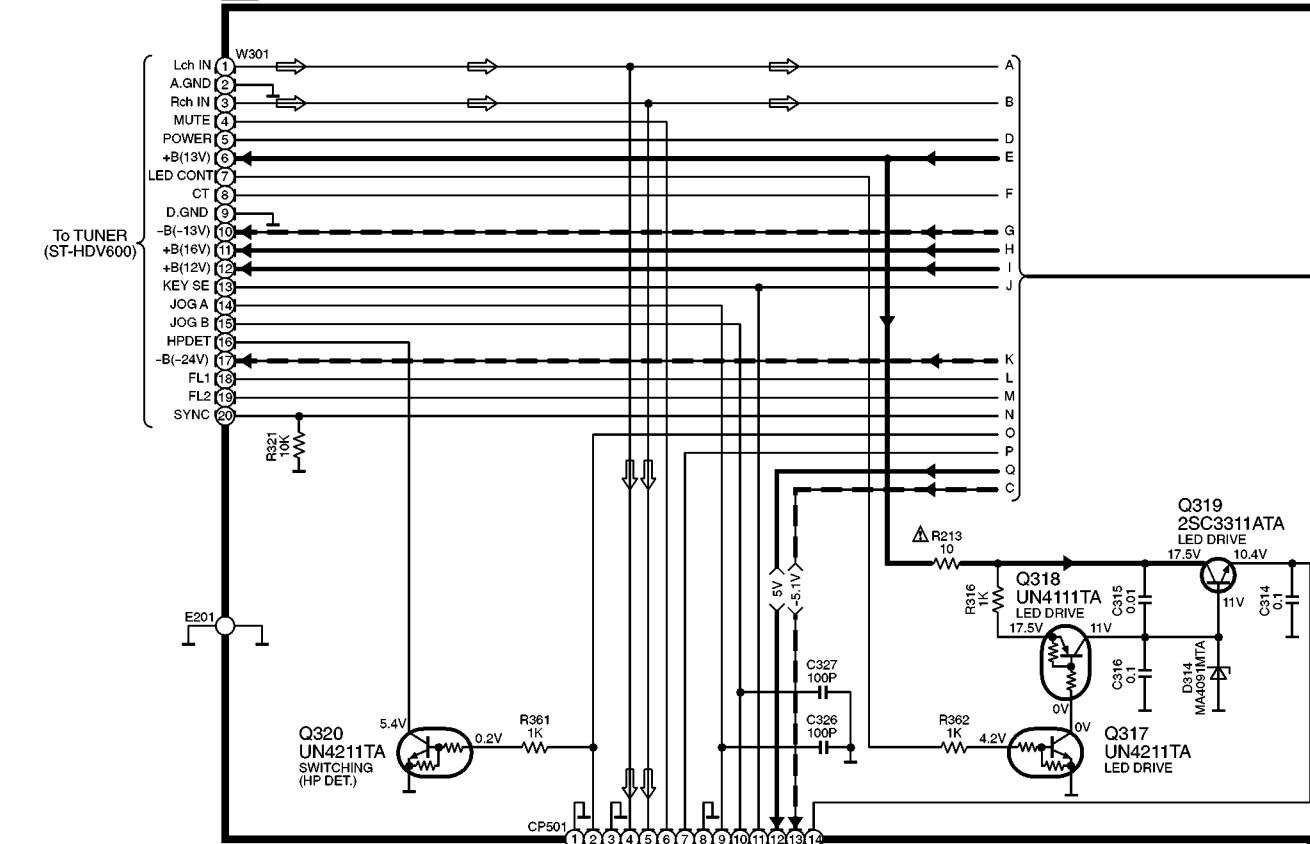 W301
Lch IN 1 A
A.GND 2
Rch IN 3 B
MUTE 4
POWER 5 D
+B(13V) 6 E
LED CONT 7
CT 8 F
D.GND 9
−B(−13V) 10 G
+B(16V) 11 H
+B(12V) 12 I
KEY SE 13 J
JOG A 14
JOG B 15
HPDET 16
−B(−24V) 17 K
FL1 18 L
FL2 19 M
SYNC 20 N
O
P
Q
C
To TUNER
(ST-HDV600)
R321
10K
E201
5V
-5.1V
⚠ R213
10
Q319
2SC3311ATA
LED DRIVE
17.5V 10.4V
11V
R316
1K
Q318
UN4111TA
LED DRIVE
17.5V 11V
0V
C315
0.01
C316
0.1
C314
0.1
D314
MA4091MTA
C327
100P
C326
100P
Q320
UN4211TA
SWITCHING
(HP DET.)
5.4V
0.2V
R361
1K
R362
1K
4.2V
0V
Q317
UN4211TA
LED DRIVE
CP501
1 2 3 4 5 6 7 8 9 10 11 12 13 14